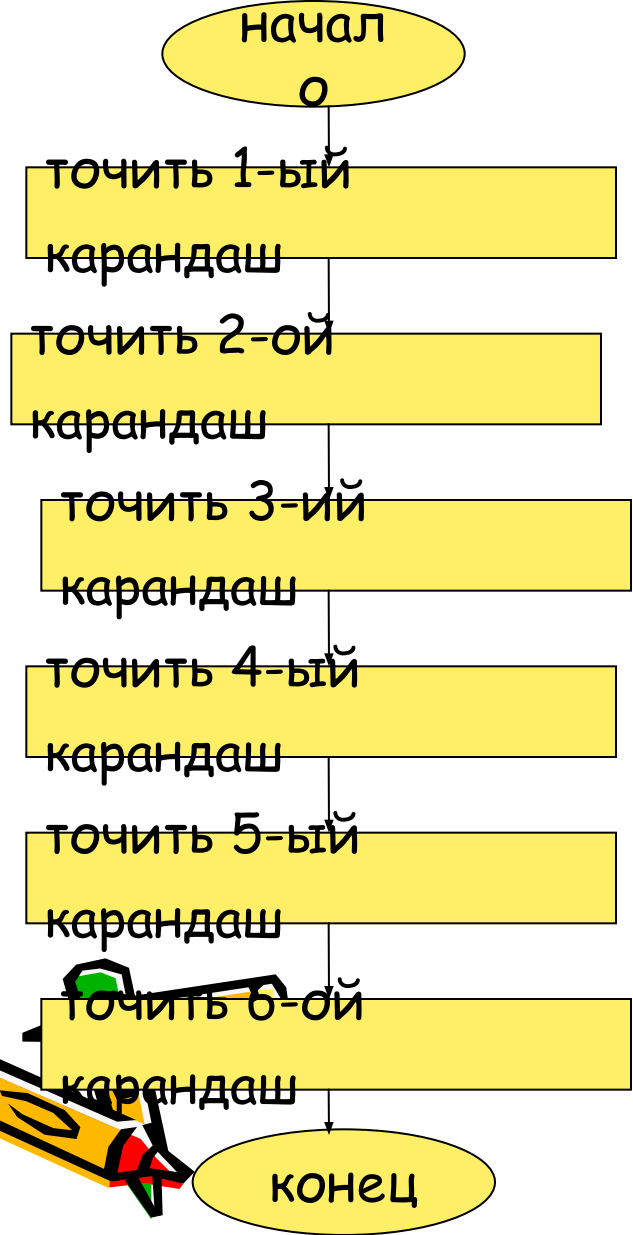 начал
о
точить 1-ый
карандаш
точить 2-ой
карандаш
точить 3-ий
карандаш
точить 4-ый
карандаш
точить 5-ый
карандаш
точить 6-ой
карандаш
конец